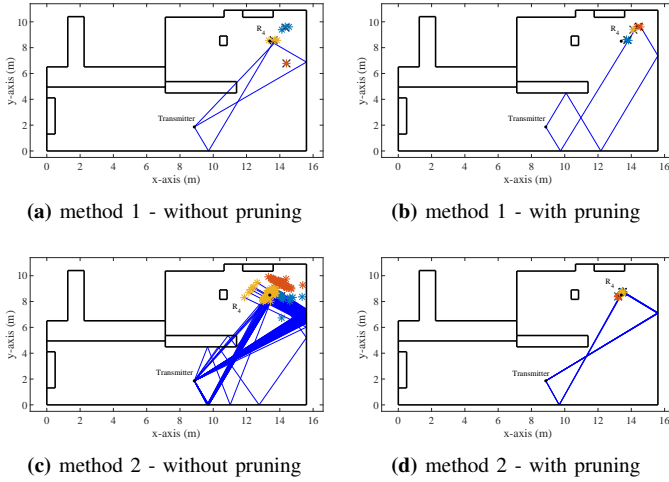 10
8
6
4
2
0
y-axis (m)
R4
Transmitter
0 2 4 6 8 10 12 14 16
x-axis (m)
(a) method 1 - without pruning
10
8
6
4
2
0
y-axis (m)
R4
Transmitter
0 2 4 6 8 10 12 14 16
x-axis (m)
(b) method 1 - with pruning
10
8
6
4
2
0
y-axis (m)
R4
Transmitter
0 2 4 6 8 10 12 14 16
x-axis (m)
(c) method 2 - without pruning
10
8
6
4
2
0
y-axis (m)
R4
Transmitter
0 2 4 6 8 10 12 14 16
x-axis (m)
(d) method 2 - with pruning